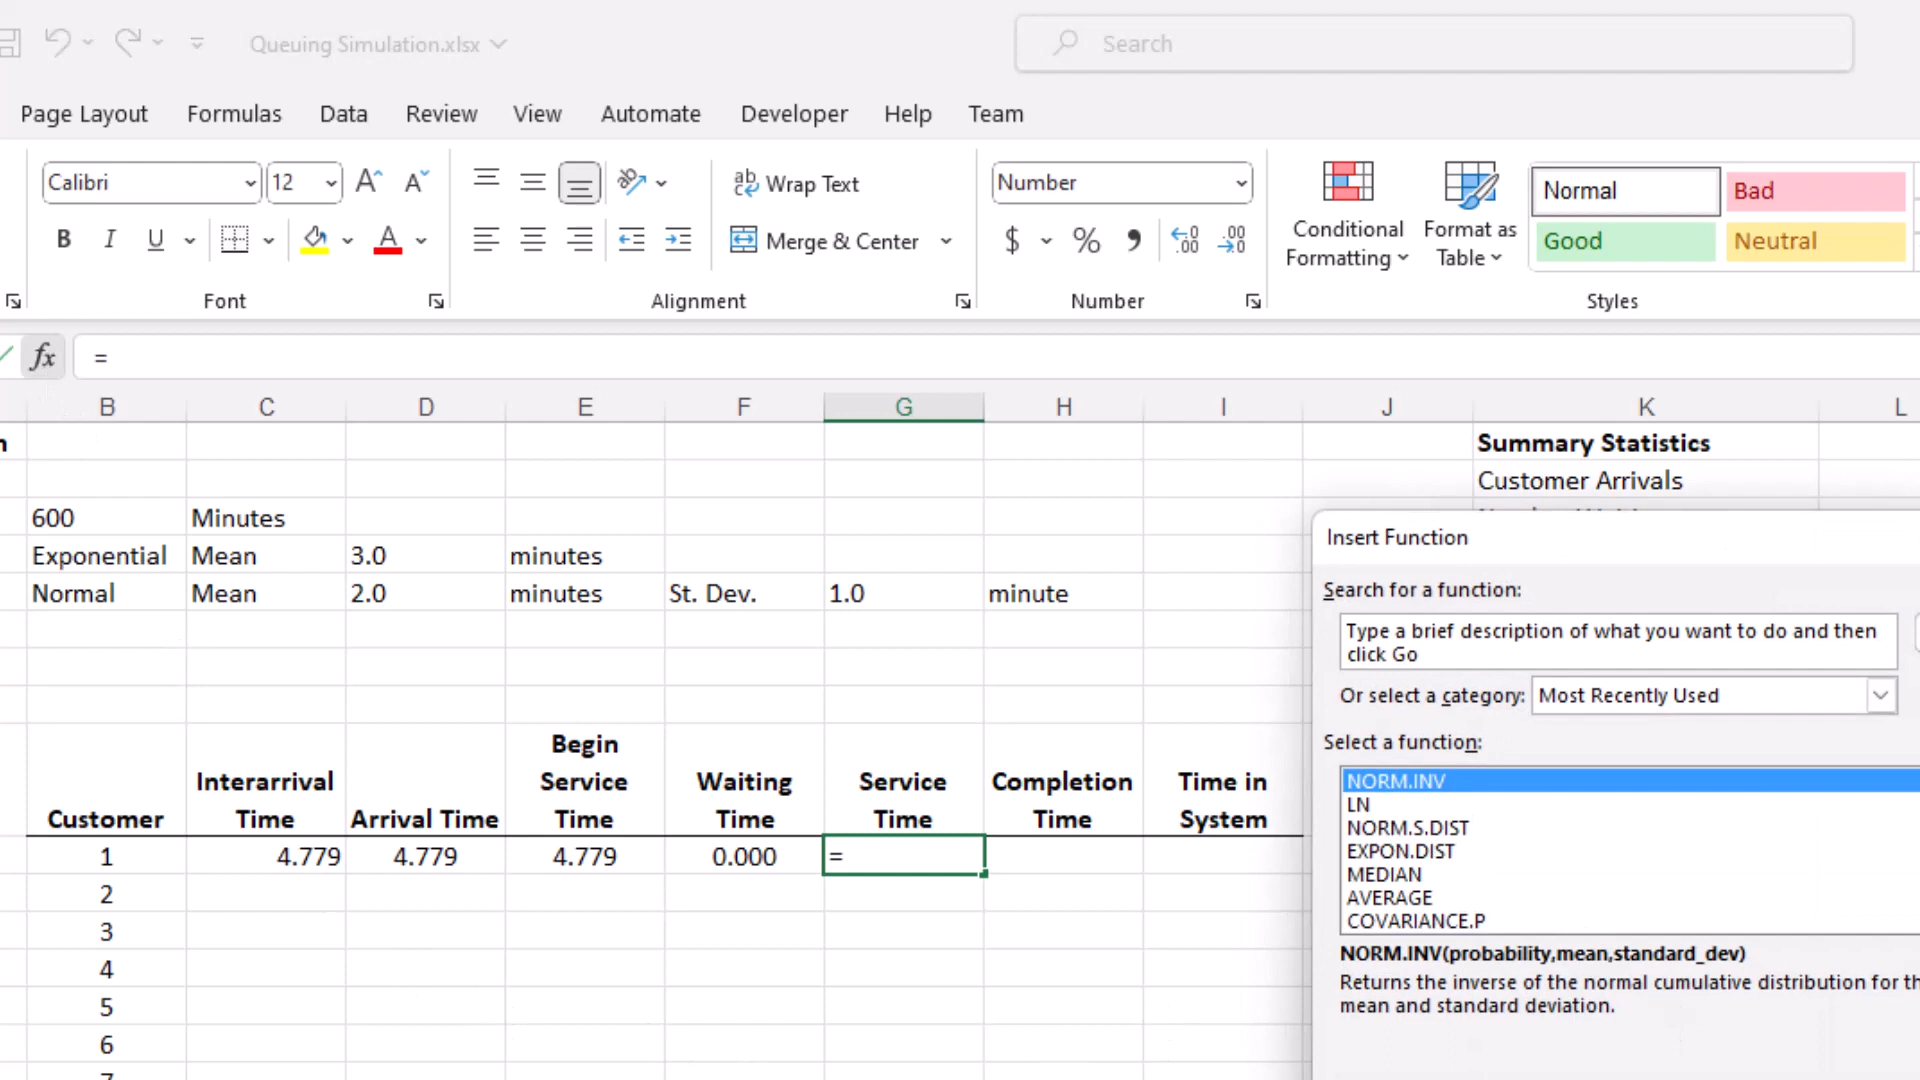 Queuing Simulation.xlsx
Search
Page Layout Formulas Data Review View Automate Developer Help Team
Calibri 12 Wrap Text Number Normal Bad
B I U A Merge & Center $ % Conditional Formatting Format as Table Good Neutral
Font Alignment Number Styles
fx =
B C D E F G H I J K L
Summary Statistics
Customer Arrivals
600 Minutes
Exponential Mean 3.0 minutes
Normal Mean 2.0 minutes St. Dev. 1.0 minute
Begin
Interarrival Service Waiting Service Completion Time in
Customer Time Arrival Time Time Time Time Time System
1 4.779 4.779 4.779 0.000 =
2
3
4
5
6
Insert Function
Search for a function:
Type a brief description of what you want to do and then
click Go
Or select a category: Most Recently Used
Select a function:
NORM.INV
LN
NORM.S.DIST
EXPON.DIST
MEDIAN
AVERAGE
COVARIANCE.P
NORM.INV(probability,mean,standard_dev)
Returns the inverse of the normal cumulative distribution for
mean and standard deviation.